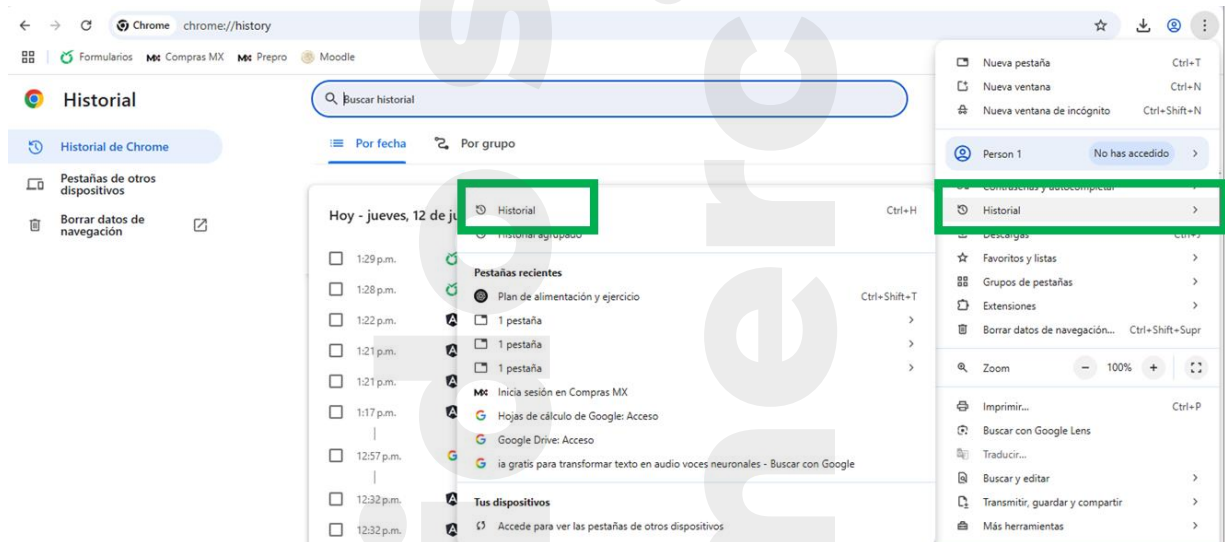 Chrome chrome://history
Formularios Compras MX Prepro Moodle
Historial
Historial de Chrome
Pestañas de otros
dispositivos
Borrar datos de
navegación
Buscar historial
Por fecha Por grupo
Hoy - jueves, 12 de ju
1:29 p.m.
1:28 p.m.
1:22 p.m.
1:21 p.m.
1:21 p.m.
1:17 p.m.
12:57 p.m.
12:32 p.m.
12:32 p.m.
Historial Ctrl+H
Historial agrupado
Pestañas recientes
Plan de alimentación y ejercicio Ctrl+Shift+T
1 pestaña
1 pestaña
1 pestaña
Inicia sesión en Compras MX
Hojas de cálculo de Google: Acceso
Google Drive: Acceso
ia gratis para transformar texto en audio voces neuronales - Buscar con Google
Tus dispositivos
Accede para ver las pestañas de otros dispositivos
Nueva pestaña Ctrl+T
Nueva ventana Ctrl+N
Nueva ventana de incógnito Ctrl+Shift+N
Person 1 No has accedido
Contraseñas y autocompletar
Historial
Descargas Ctrl+J
Favoritos y listas
Grupos de pestañas
Extensiones
Borrar datos de navegación... Ctrl+Shift+Supr
Zoom - 100% +
Imprimir... Ctrl+P
Buscar con Google Lens
Traducir...
Buscar y editar
Transmitir, guardar y compartir
Más herramientas